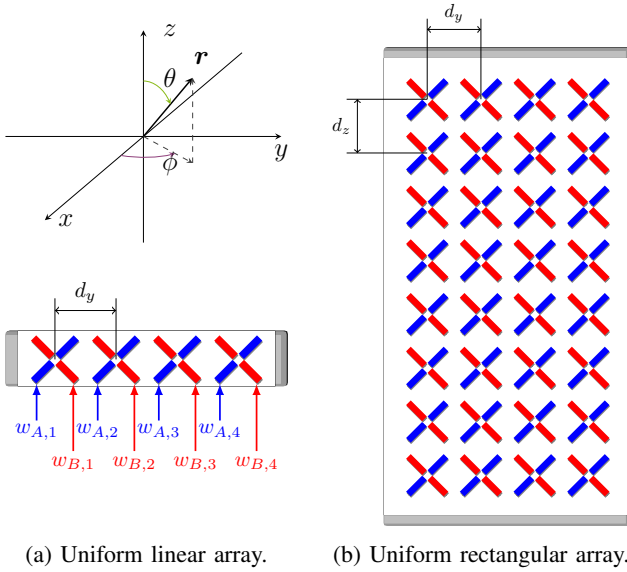 z
r
θ
y
ϕ
x
d_y
w_{A,1} w_{A,2} w_{A,3} w_{A,4}
w_{B,1} w_{B,2} w_{B,3} w_{B,4}
(a) Uniform linear array.
d_y
d_z
(b) Uniform rectangular array.